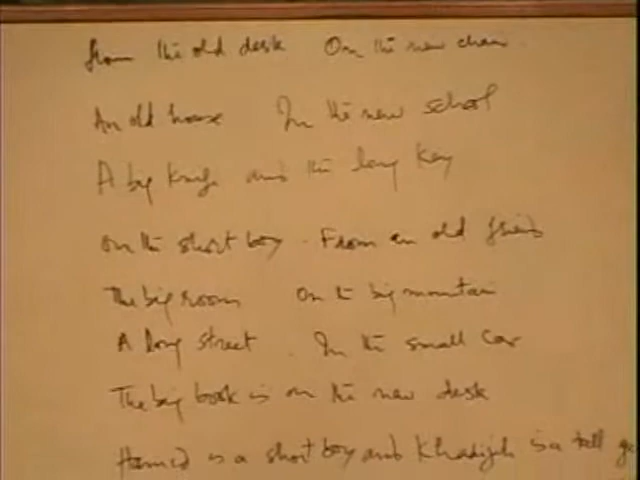 from the old desk On the new chair.
An old house In the new school
A big knife and the long key
on the short boy. From an old friend
The big room On the big mountain
A long street. In the small car
The big book is on the new desk
Hamid is a short boy and Khadijah is a tall